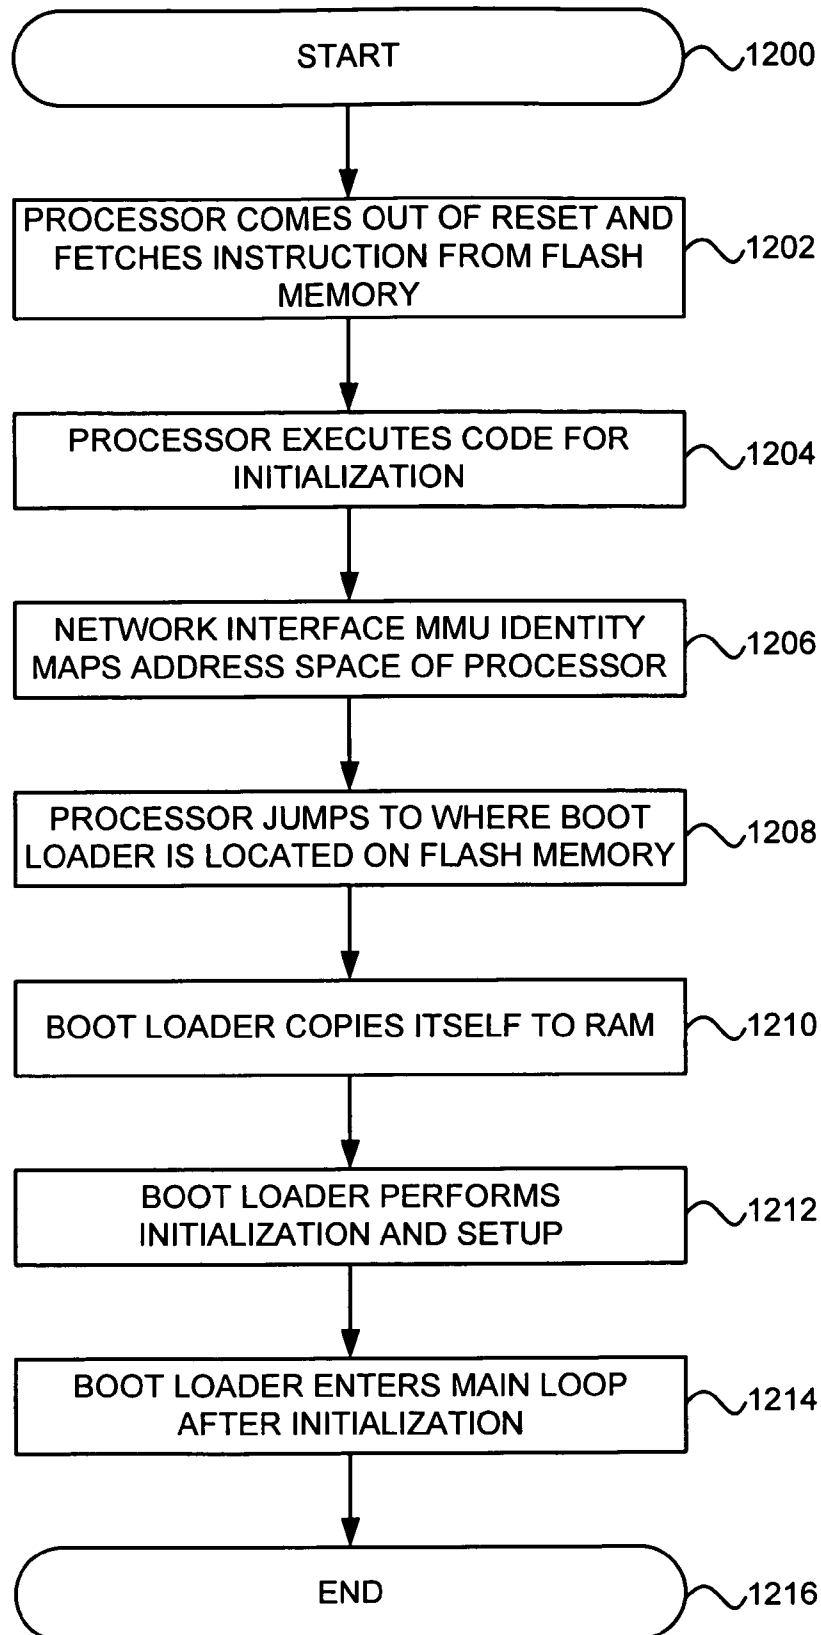 START
1200
PROCESSOR COMES OUT OF RESET AND
FETCHES INSTRUCTION FROM FLASH
MEMORY
1202
PROCESSOR EXECUTES CODE FOR
INITIALIZATION
1204
NETWORK INTERFACE MMU IDENTITY
MAPS ADDRESS SPACE OF PROCESSOR
1206
PROCESSOR JUMPS TO WHERE BOOT
LOADER IS LOCATED ON FLASH MEMORY
1208
BOOT LOADER COPIES ITSELF TO RAM
1210
BOOT LOADER PERFORMS
INITIALIZATION AND SETUP
1212
BOOT LOADER ENTERS MAIN LOOP
AFTER INITIALIZATION
1214
END
1216